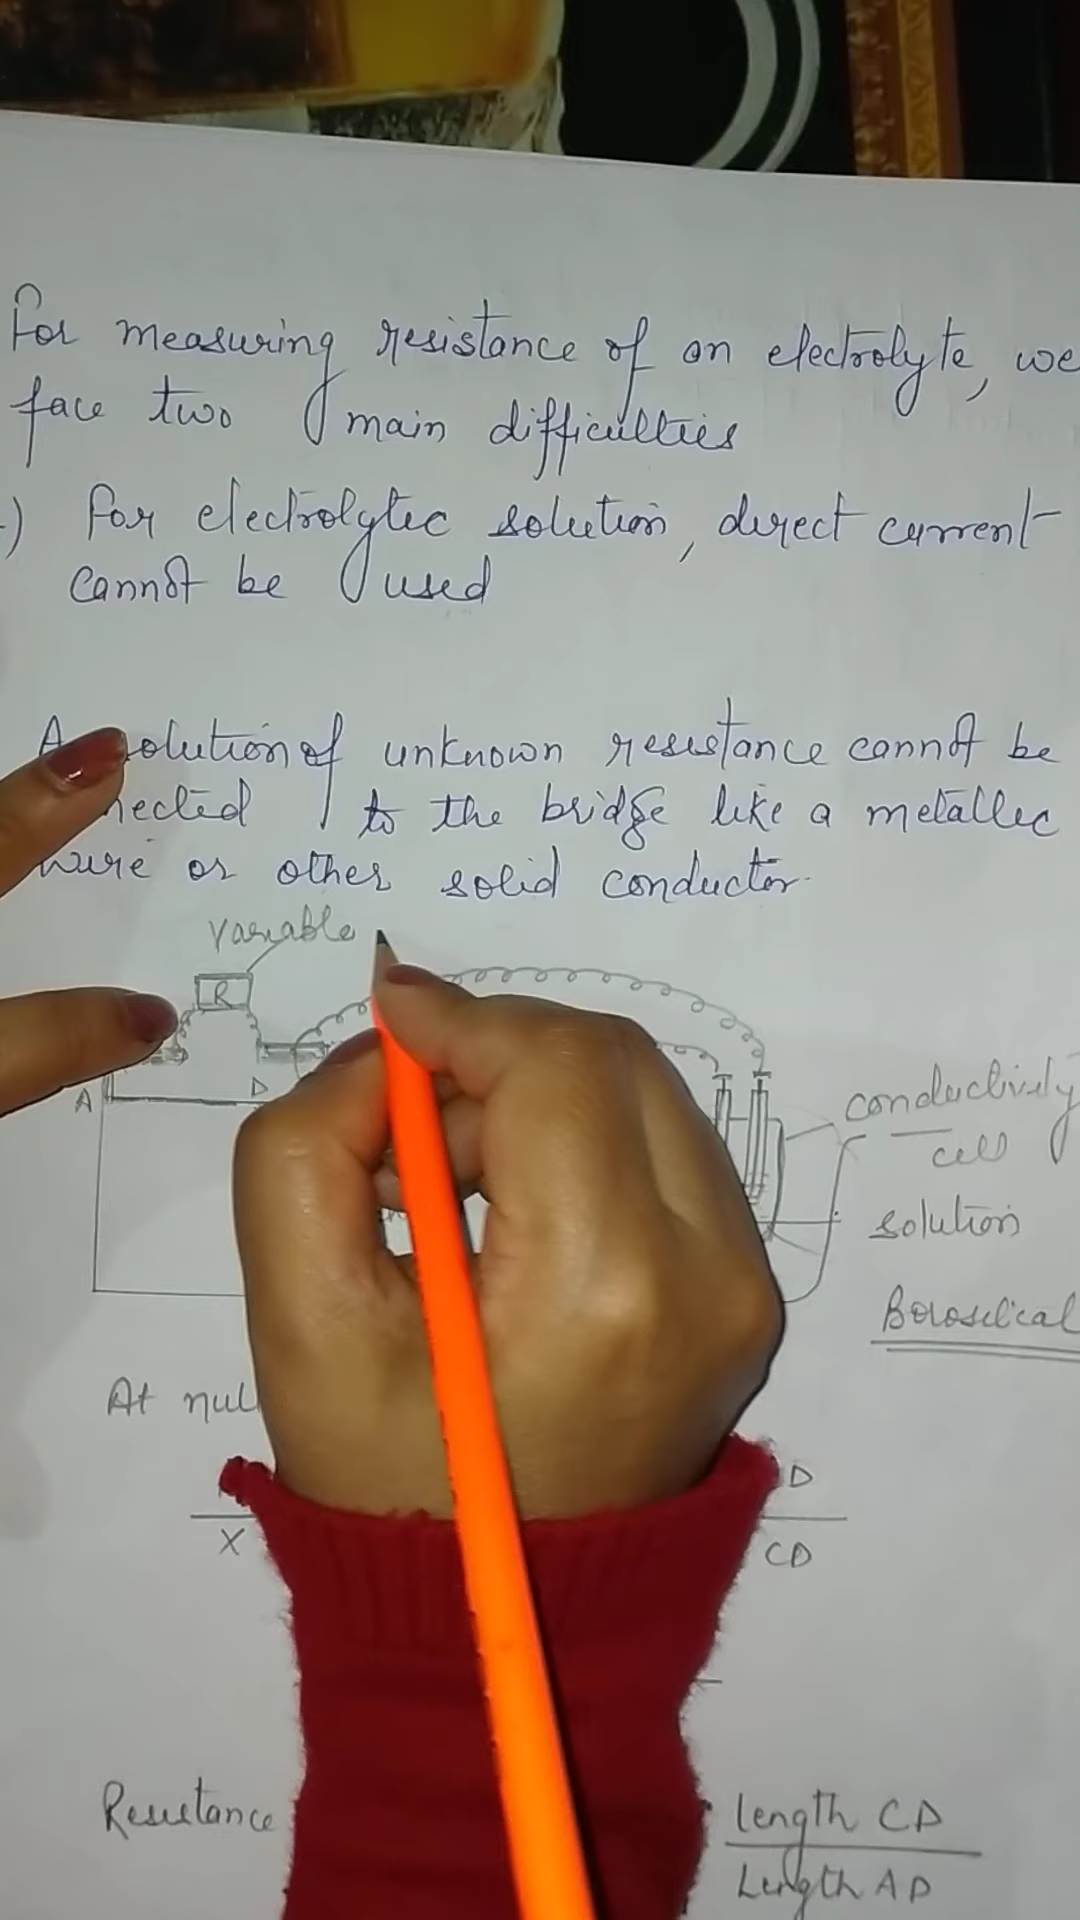 For measuring resistance of an electrolyte, we
face two main difficulties
) For electrolytic solution, direct current
cannot be used
A solution of unknown resistance cannot be
nected to the bridge like a metallic
wire or other solid conductor.
Variable
R
A
D
conductivity
cell
solution
Borosilical
At null
D
X
CD
Resistance
length CD
Length AD